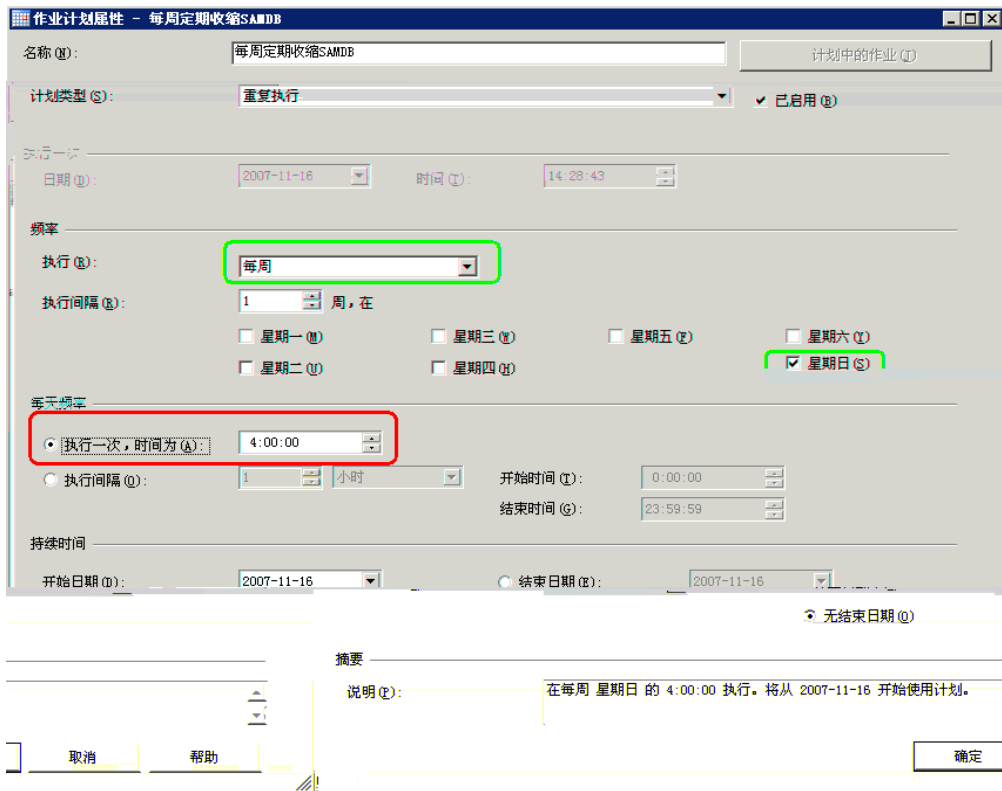 作业计划属性 - 每周定期收缩SAMDB
名称(N): 每周定期收缩SAMDB 计划中的作业(J)
计划类型(S): 重复执行 已启用(B)
执行一次
日期(D): 2007-11-16 时间(T): 14:28:43
频率
执行(R): 每周
执行间隔(R): 1 周，在
星期一(M) 星期三(W) 星期五(F) 星期六(Y)
星期二(U) 星期四(H) 星期日(S)
每天频率
执行一次，时间为(A): 4:00:00
执行间隔(O): 1 小时 开始时间(I): 0:00:00
结束时间(G): 23:59:59
持续时间
开始日期(D): 2007-11-16 结束日期(E): 2007-11-16
无结束日期(O)
摘要
说明(P): 在每周 星期日 的 4:00:00 执行。将从 2007-11-16 开始使用计划。
取消 帮助 确定